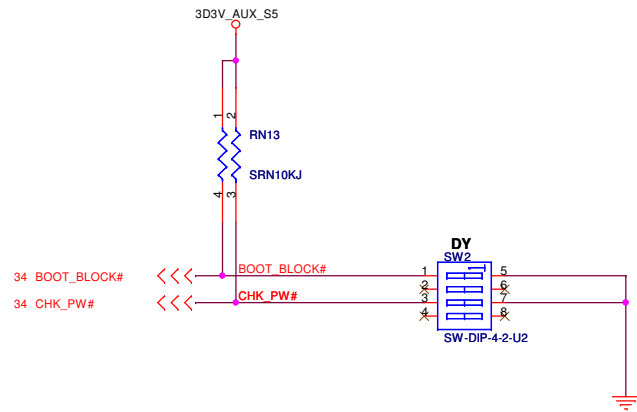 3D3V_AUX_S5
1 2
RN13
SRN10KJ
4 3
34 BOOT_BLOCK#
BOOT_BLOCK#
34 CHK_PW#
CHK_PW#
DY
SW2
1 5
2 6
3 7
4 8
SW-DIP-4-2-U2